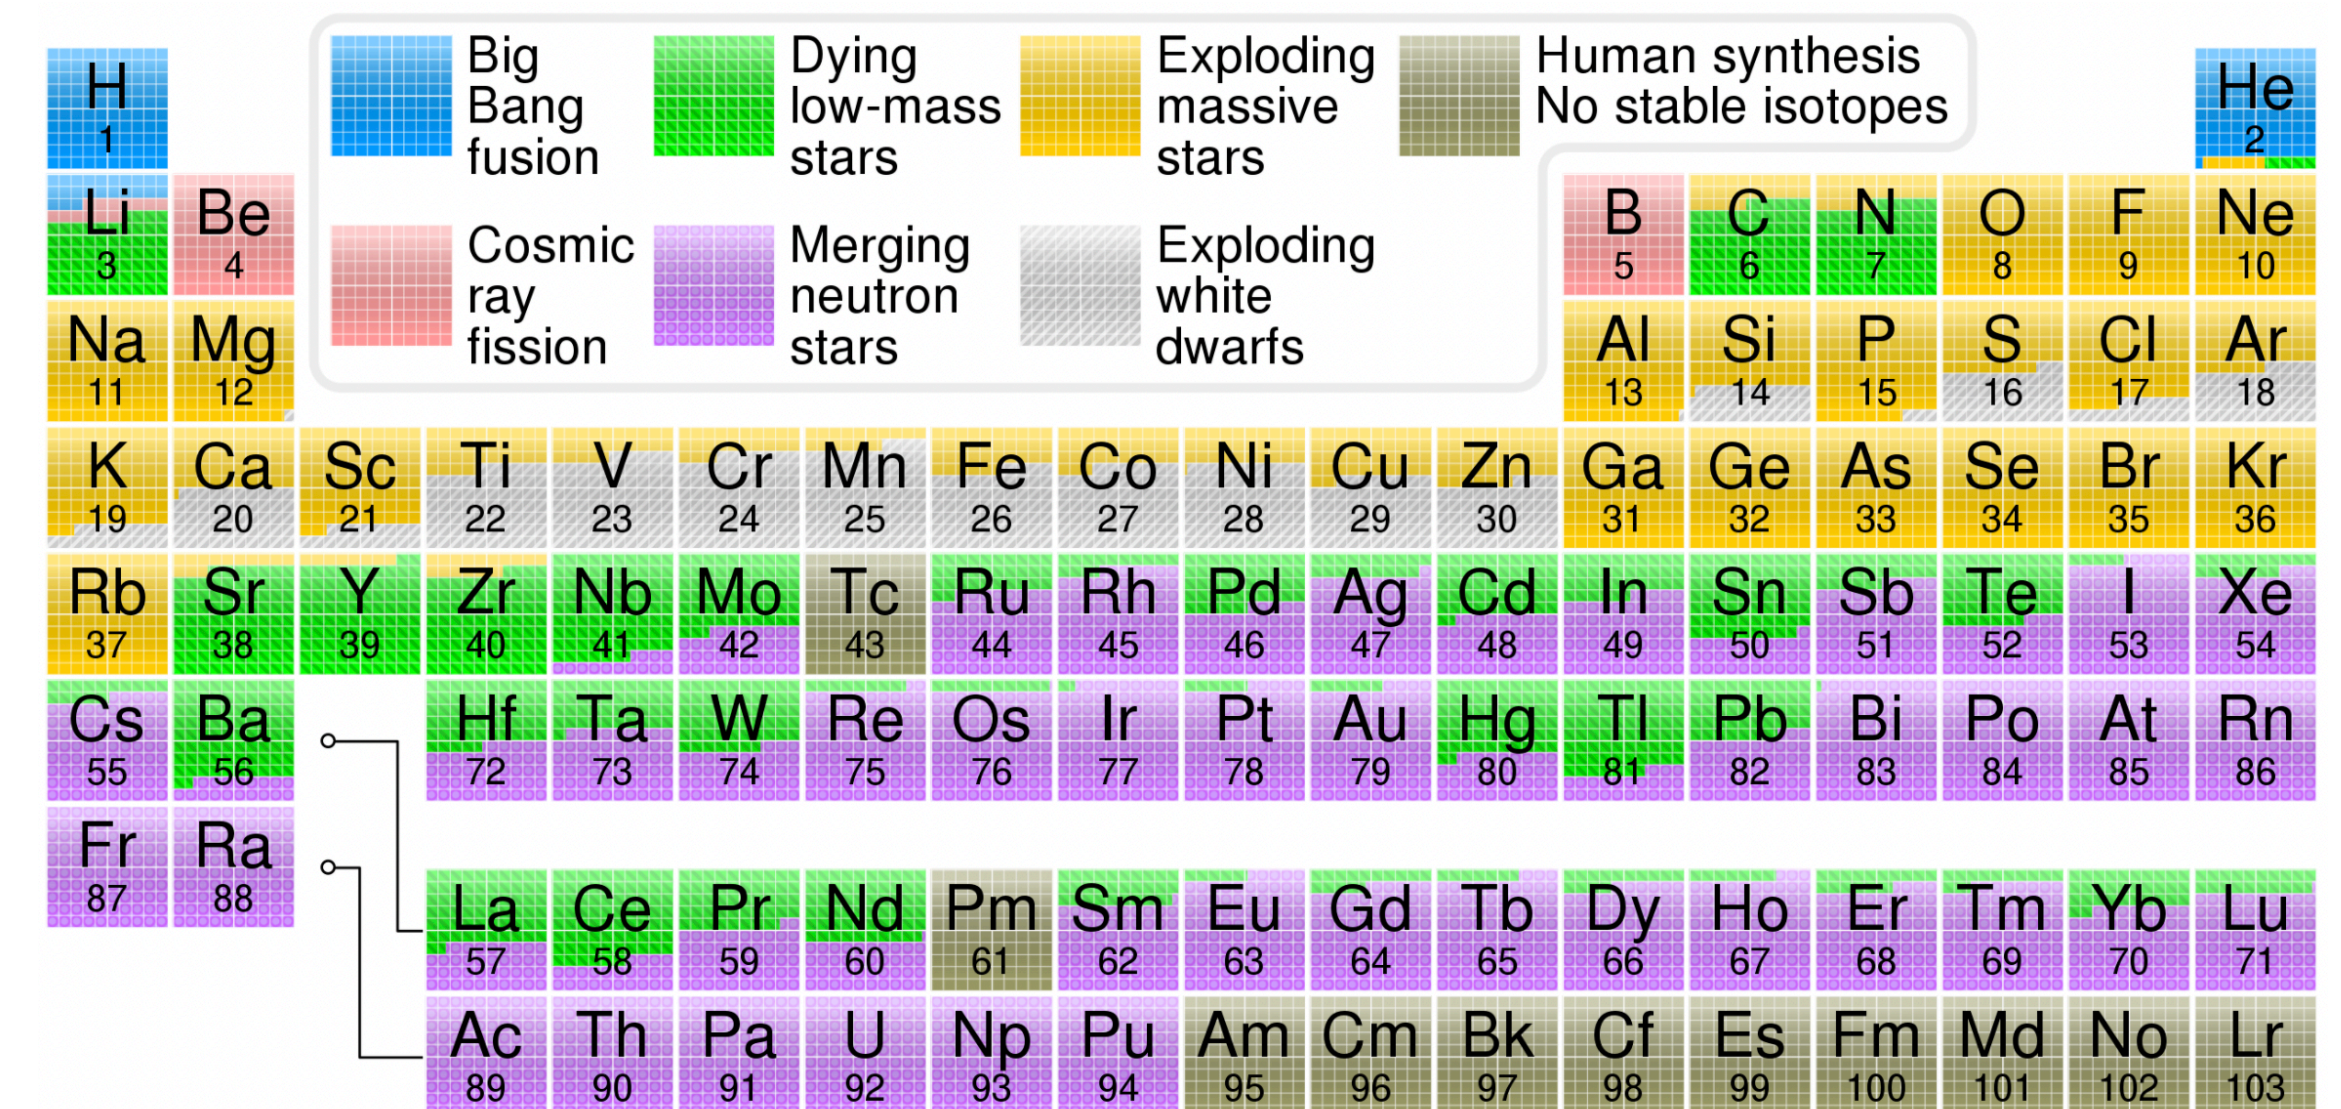 Big Bang fusion
Dying low-mass stars
Exploding massive stars
Human synthesis
No stable isotopes
Cosmic ray fission
Merging neutron stars
Exploding white dwarfs
H 1
He 2
Li 3
Be 4
B 5
C 6
N 7
O 8
F 9
Ne 10
Na 11
Mg 12
Al 13
Si 14
P 15
S 16
Cl 17
Ar 18
K 19
Ca 20
Sc 21
Ti 22
V 23
Cr 24
Mn 25
Fe 26
Co 27
Ni 28
Cu 29
Zn 30
Ga 31
Ge 32
As 33
Se 34
Br 35
Kr 36
Rb 37
Sr 38
Y 39
Zr 40
Nb 41
Mo 42
Tc 43
Ru 44
Rh 45
Pd 46
Ag 47
Cd 48
In 49
Sn 50
Sb 51
Te 52
I 53
Xe 54
Cs 55
Ba 56
Hf 72
Ta 73
W 74
Re 75
Os 76
Ir 77
Pt 78
Au 79
Hg 80
Tl 81
Pb 82
Bi 83
Po 84
At 85
Rn 86
Fr 87
Ra 88
La 57
Ce 58
Pr 59
Nd 60
Pm 61
Sm 62
Eu 63
Gd 64
Tb 65
Dy 66
Ho 67
Er 68
Tm 69
Yb 70
Lu 71
Ac 89
Th 90
Pa 91
U 92
Np 93
Pu 94
Am 95
Cm 96
Bk 97
Cf 98
Es 99
Fm 100
Md 101
No 102
Lr 103